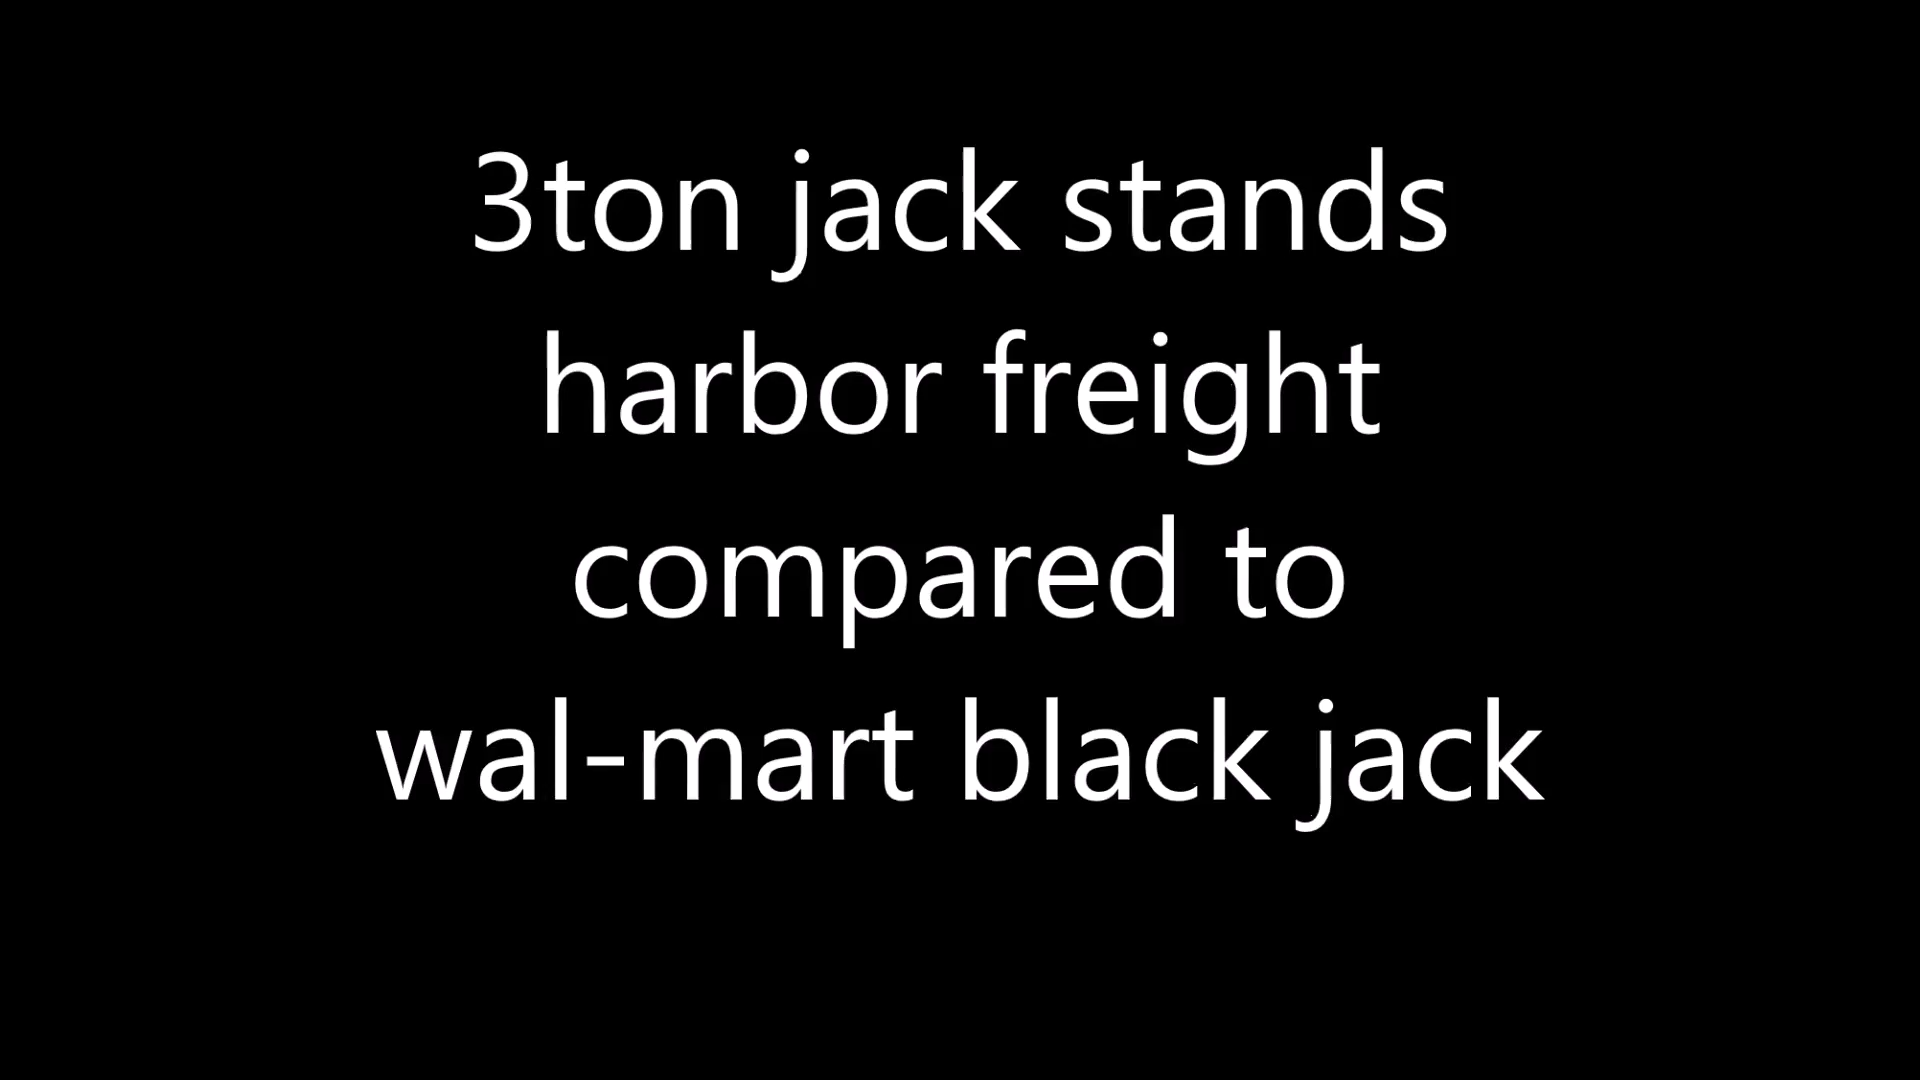 3ton jack stands
harbor freight
compared to
wal-mart black jack